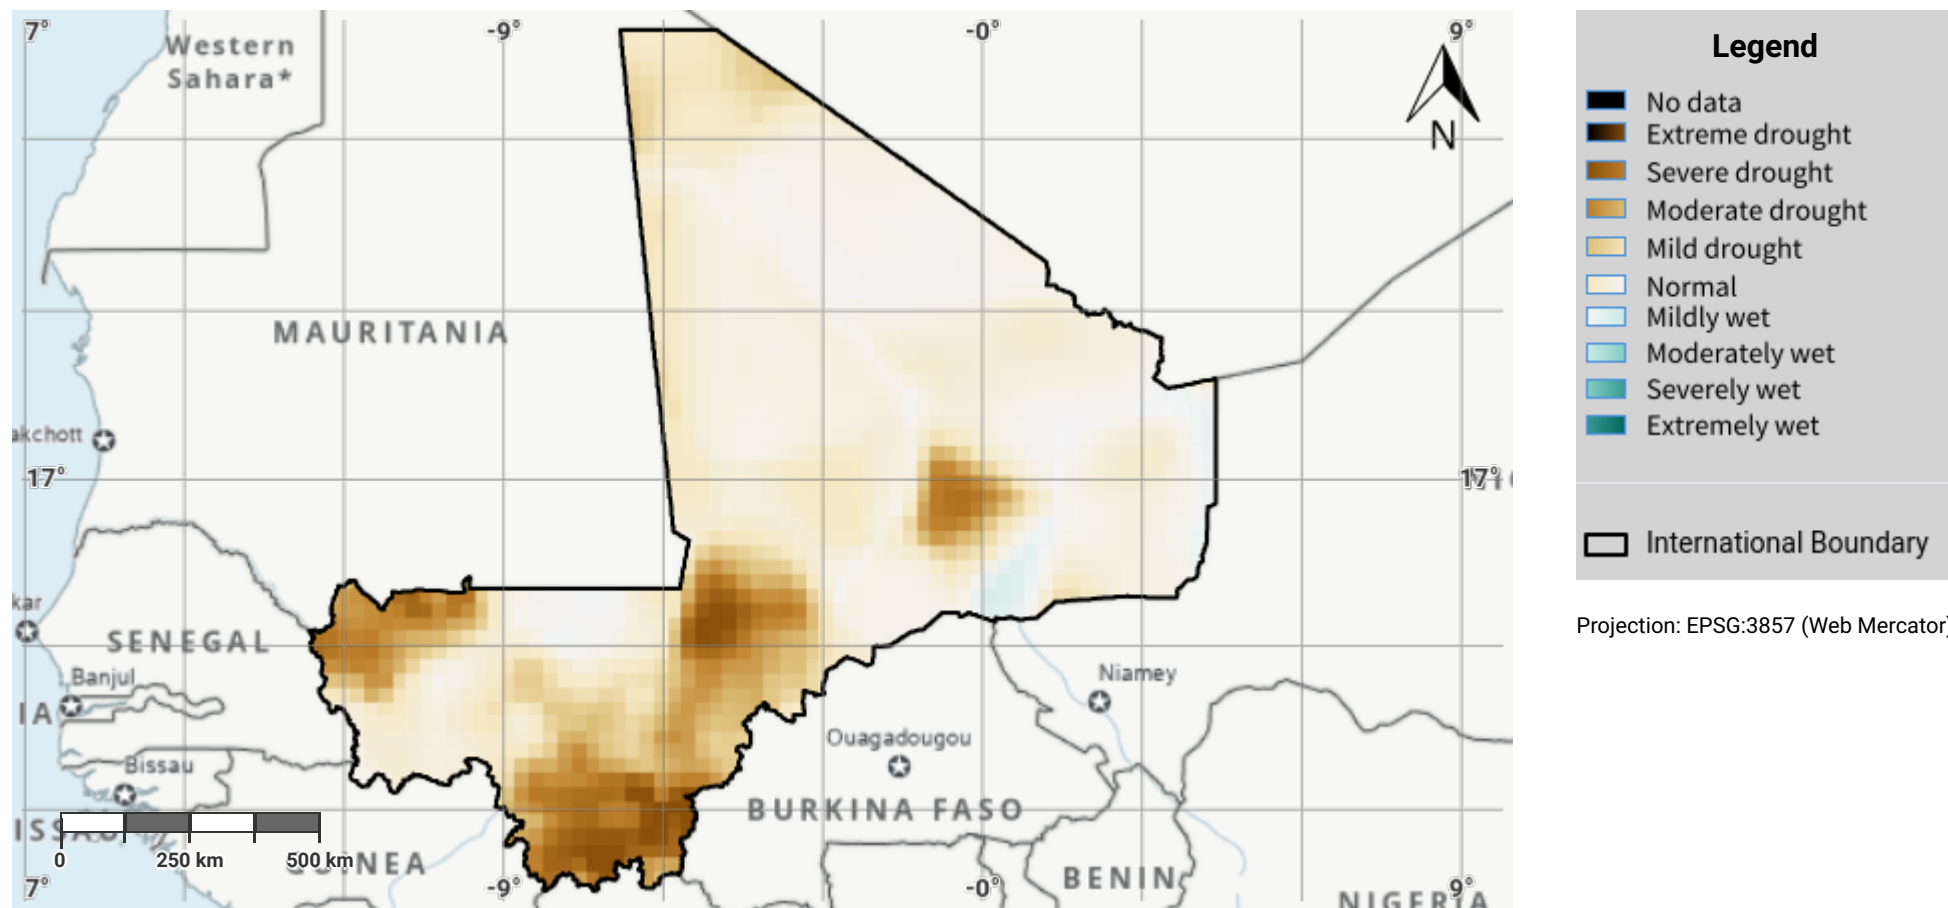 7°
-9°
-0°
9°
Western
Sahara*
N
MAURITANIA
akchott
17°
17°
kar
SENEGAL
Banjul
IA
Niamey
Ouagadougou
Bissau
BURKINA FASO
ISSAU
0
250 km
500 km
BENIN
7°
-9°
-0°
9°
NIGERIA
Legend
No data
Extreme drought
Severe drought
Moderate drought
Mild drought
Normal
Mildly wet
Moderately wet
Severely wet
Extremely wet
International Boundary
Projection: EPSG:3857 (Web Mercator)